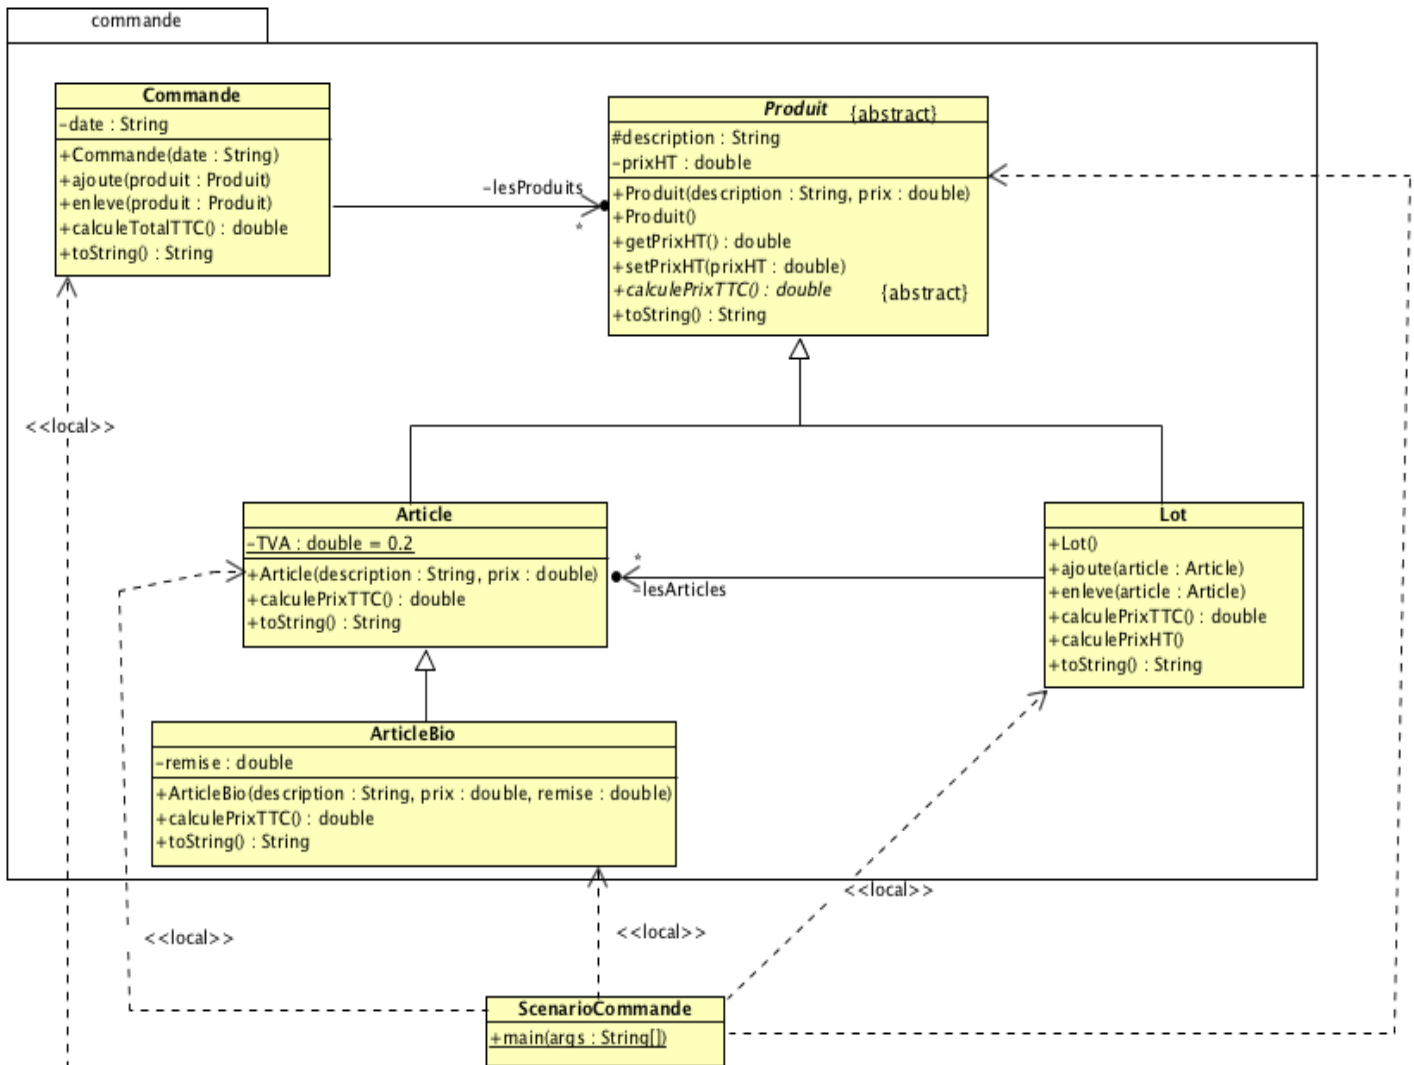 commande
Commande
-date : String
+Commande(date : String)
+ajoute(produit : Produit)
+enleve(produit : Produit)
+calculeTotalTTC() : double
+toString() : String
-lesProduits
*
Produit {abstract}
#description : String
-prixHT : double
+Produit(description : String, prix : double)
+Produit()
+getPrixHT() : double
+setPrixHT(prixHT : double)
+calculePrixTTC() : double {abstract}
+toString() : String
<<local>>
Article
-TVA : double = 0.2
+Article(description : String, prix : double)
+calculePrixTTC() : double
+toString() : String
*
-lesArticles
Lot
+Lot()
+ajoute(article : Article)
+enleve(article : Article)
+calculePrixTTC() : double
+calculePrixHT()
+toString() : String
ArticleBio
-remise : double
+ArticleBio(description : String, prix : double, remise : double)
+calculePrixTTC() : double
+toString() : String
<<local>>
<<local>>
<<local>>
ScenarioCommande
+main(args : String[])